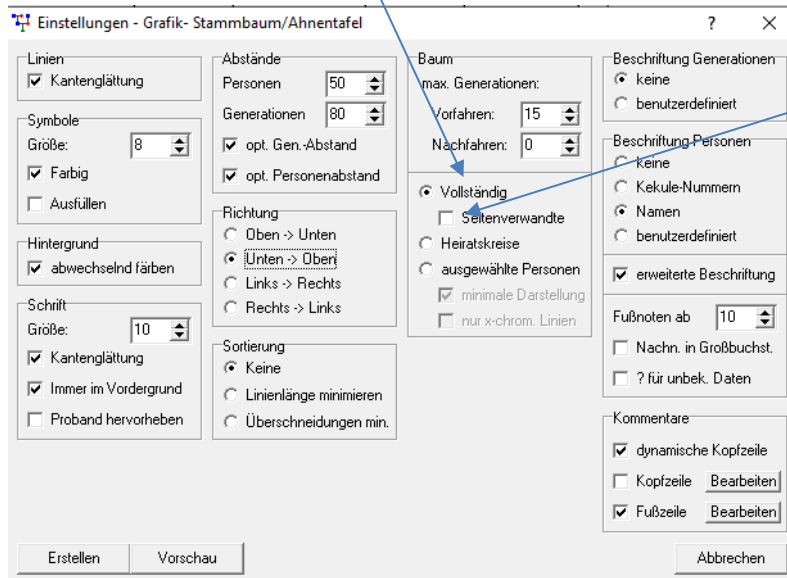 Einstellungen - Grafik- Stammbaum/Ahnentafel
?
Linien
Kantenglättung
Symbole
Größe: 8
Farbig
Ausfüllen
Hintergrund
abwechselnd färben
Schrift
Größe: 10
Kantenglättung
Immer im Vordergrund
Proband hervorheben
Abstände
Personen 50
Generationen 80
opt. Gen.-Abstand
opt. Personenabstand
Richtung
Oben -> Unten
Unten -> Oben
Links -> Rechts
Rechts -> Links
Sortierung
Keine
Linienlänge minimieren
Überschneidungen min.
Baum
max. Generationen:
Vorfahren: 15
Nachfahren: 0
Vollständig
Seitenverwandte
Heiratskreise
ausgewählte Personen
minimale Darstellung
nur x-chrom. Linien
Beschriftung Generationen
keine
benutzerdefiniert
Beschriftung Personen
keine
Kekule-Nummern
Namen
benutzerdefiniert
erweiterte Beschriftung
Fußnoten ab 10
Nachn. in Großbuchst.
? für unbek. Daten
Kommentare
dynamische Kopfzeile
Kopfzeile Bearbeiten
Fußzeile Bearbeiten
Erstellen Vorschau Abbrechen